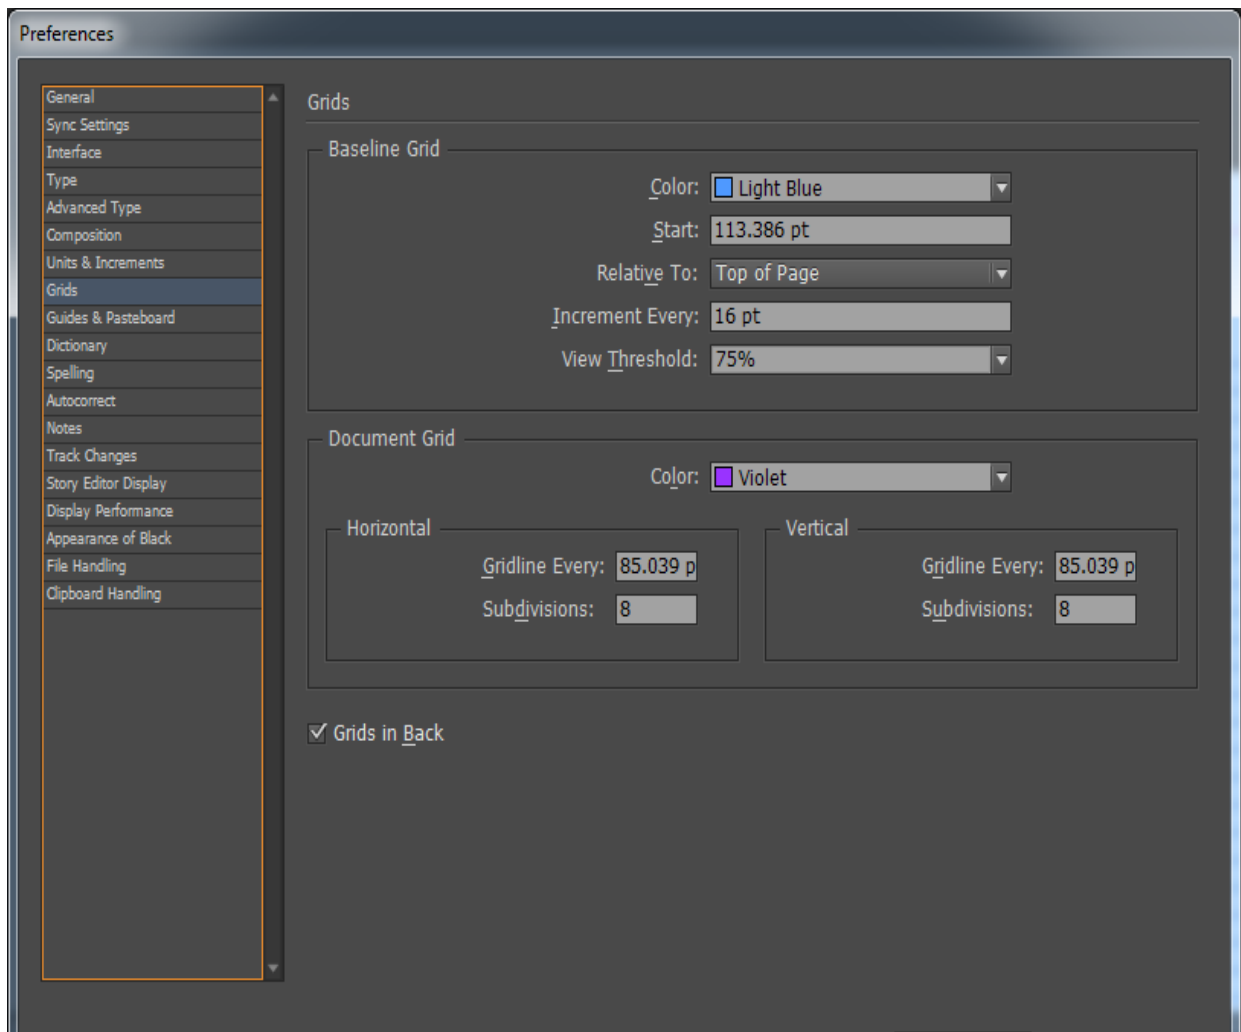 Preferences
General
Sync Settings
Interface
Type
Advanced Type
Composition
Units & Increments
Grids
Guides & Pasteboard
Dictionary
Spelling
Autocorrect
Notes
Track Changes
Story Editor Display
Display Performance
Appearance of Black
File Handling
Clipboard Handling
Grids
Baseline Grid
Color: Light Blue
Start: 113.386 pt
Relative To: Top of Page
Increment Every: 16 pt
View Threshold: 75%
Document Grid
Color: Violet
Horizontal
Gridline Every: 85.039 p
Subdivisions: 8
Vertical
Gridline Every: 85.039 p
Subdivisions: 8
Grids in Back